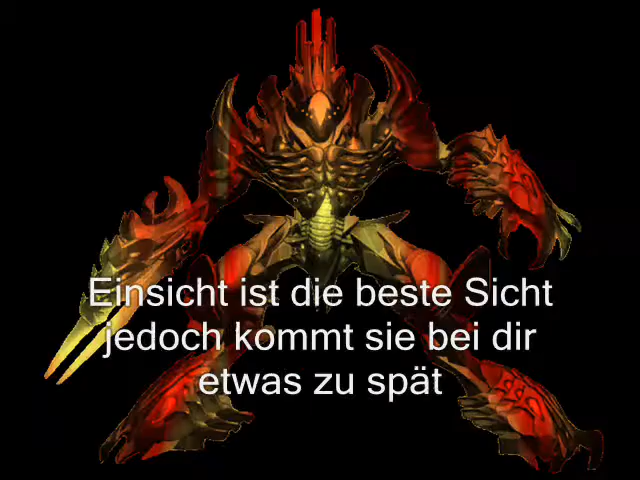 Einsicht ist die beste Sicht
jedoch kommt sie bei dir
etwas zu spät